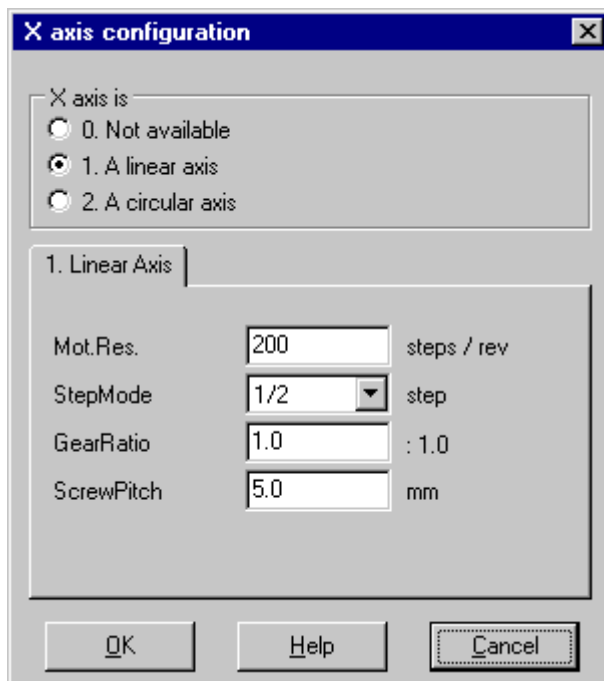 X axis configuration
X axis is
0. Not available
1. A linear axis
2. A circular axis
1. Linear Axis
Mot.Res. 200 steps / rev
StepMode 1/2 step
GearRatio 1.0 : 1.0
ScrewPitch 5.0 mm
OK Help Cancel